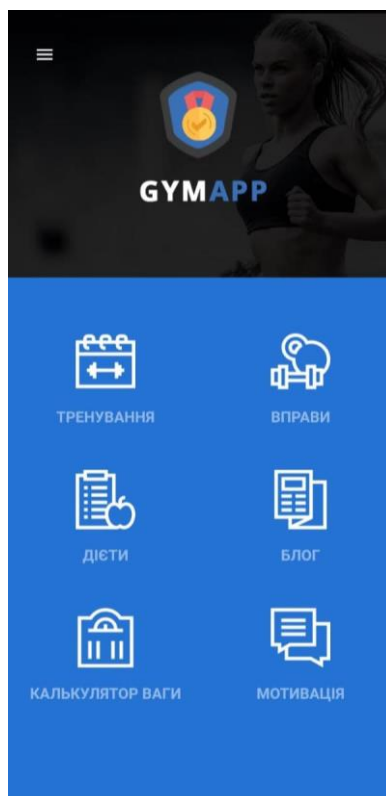 GYMAPP
ТРЕНУВАННЯ
ВПРАВИ
ДІЄТИ
БЛОГ
КАЛЬКУЛЯТОР ВАГИ
МОТИВАЦІЯ